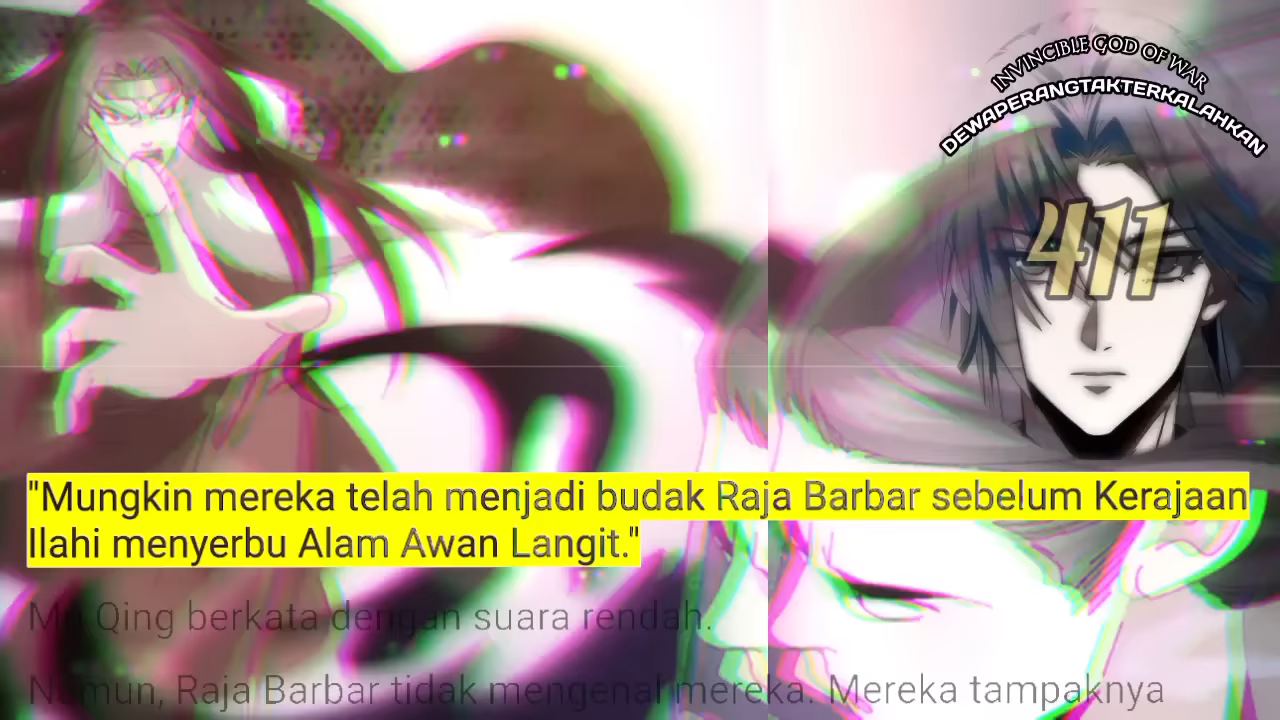 INVINCIBLE GOD OF WAR
DEWAPERANGTAKTERKALAHKAN
411
"Mungkin mereka telah menjadi budak Raja Barbar sebelum Kerajaan
Ilahi menyerbu Alam Awan Langit."
Mu Qing berkata dengan suara rendah.
Namun, Raja Barbar tidak mengenal mereka. Mereka tampaknya